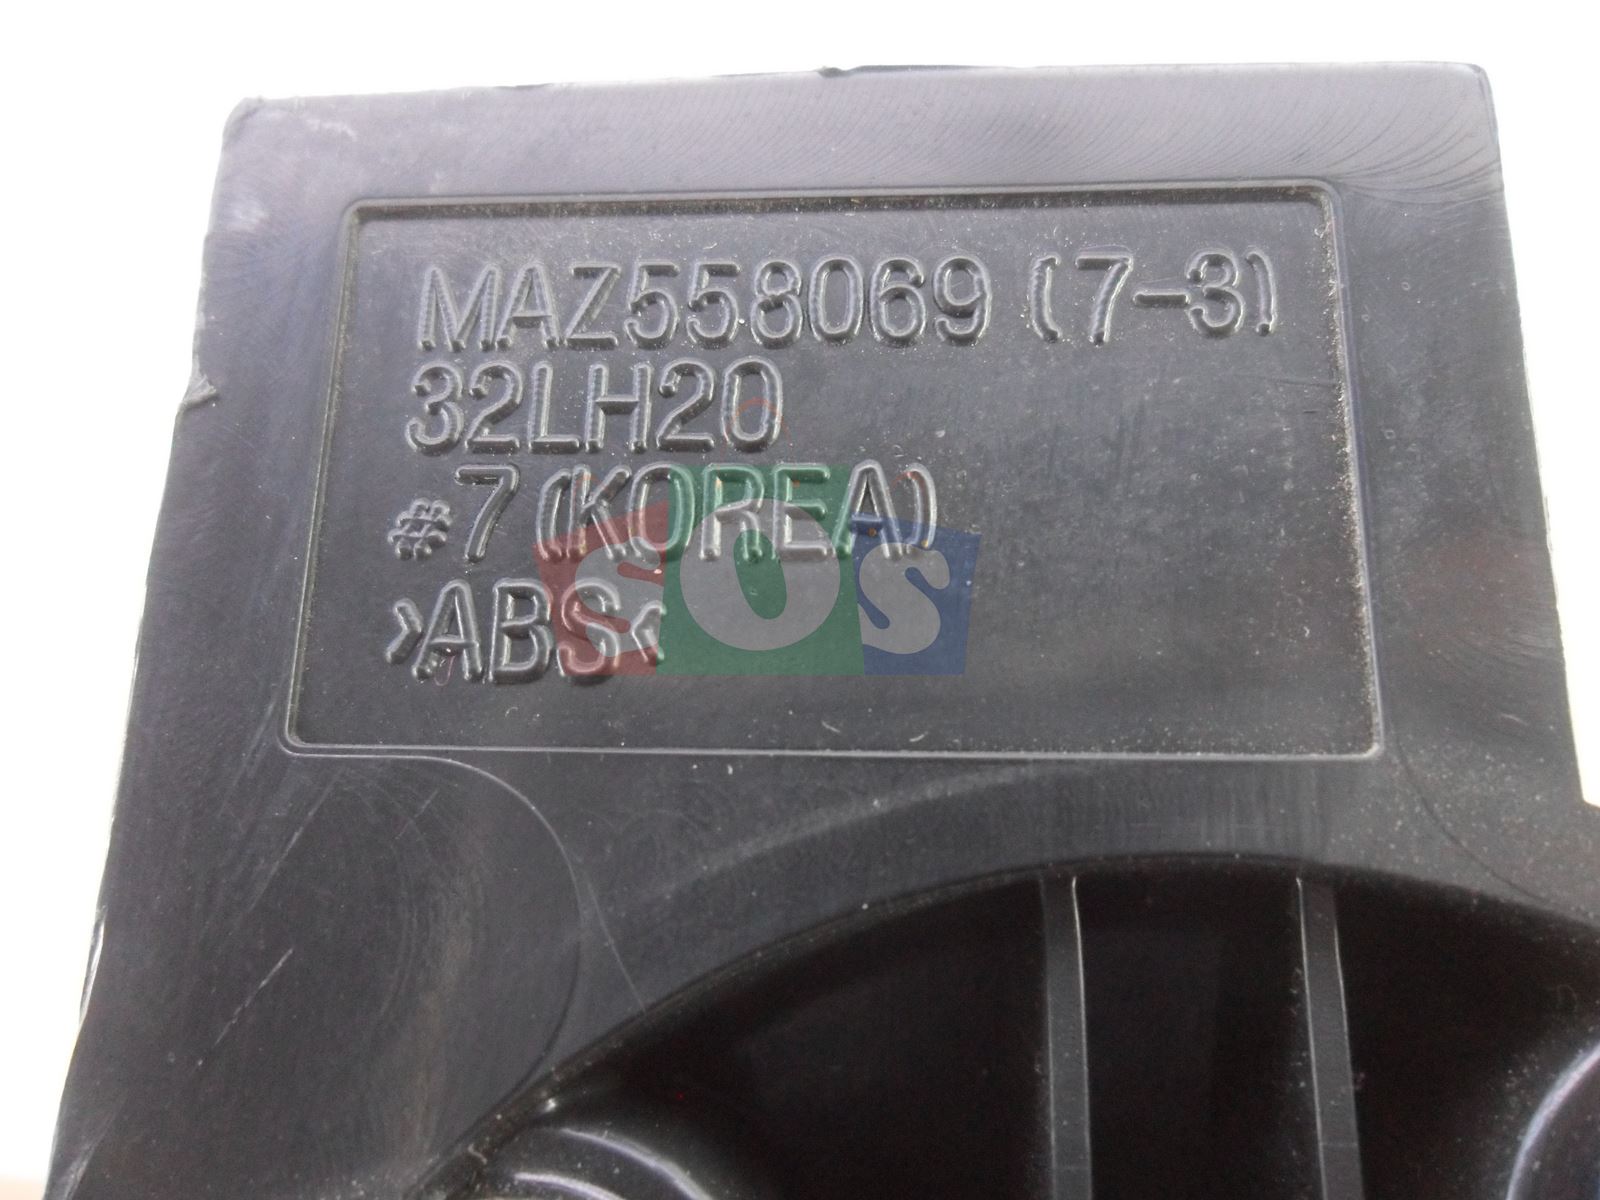 MAZ558069 (7-3)
32LH20
#7 (KOREA)
>ABS<
SOS